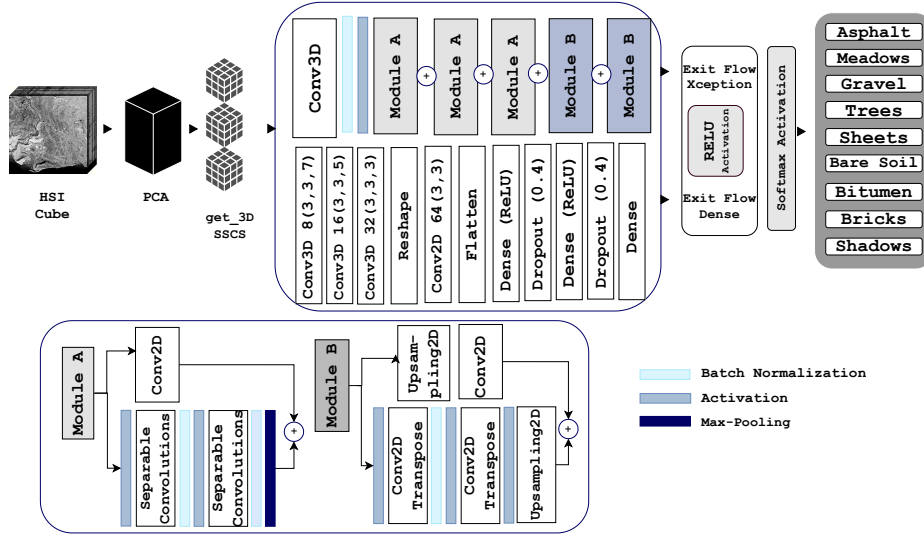 HSI
Cube
PCA
get_3D
SSCS
Conv3D
Module A
Module A
Module A
Module B
Module B
+
+
+
+
Conv3D 8(3,3,7)
Conv3D 16(3,3,5)
Conv3D 32(3,3,3)
Reshape
Conv2D 64(3,3)
Flatten
Dense (ReLU)
Dropout (0.4)
Dense (ReLU)
Dropout (0.4)
Dense
Exit Flow
Xception
RELU
Activation
Exit Flow
Dense
Softmax Activation
Asphalt
Meadows
Gravel
Trees
Sheets
Bare Soil
Bitumen
Bricks
Shadows
Module A
Conv2D
Separable
Convolutions
Separable
Convolutions
+
Module B
Upsam-
pling2D
Conv2D
Conv2D
Transpose
Conv2D
Transpose
Upsampling2D
+
Batch Normalization
Activation
Max-Pooling